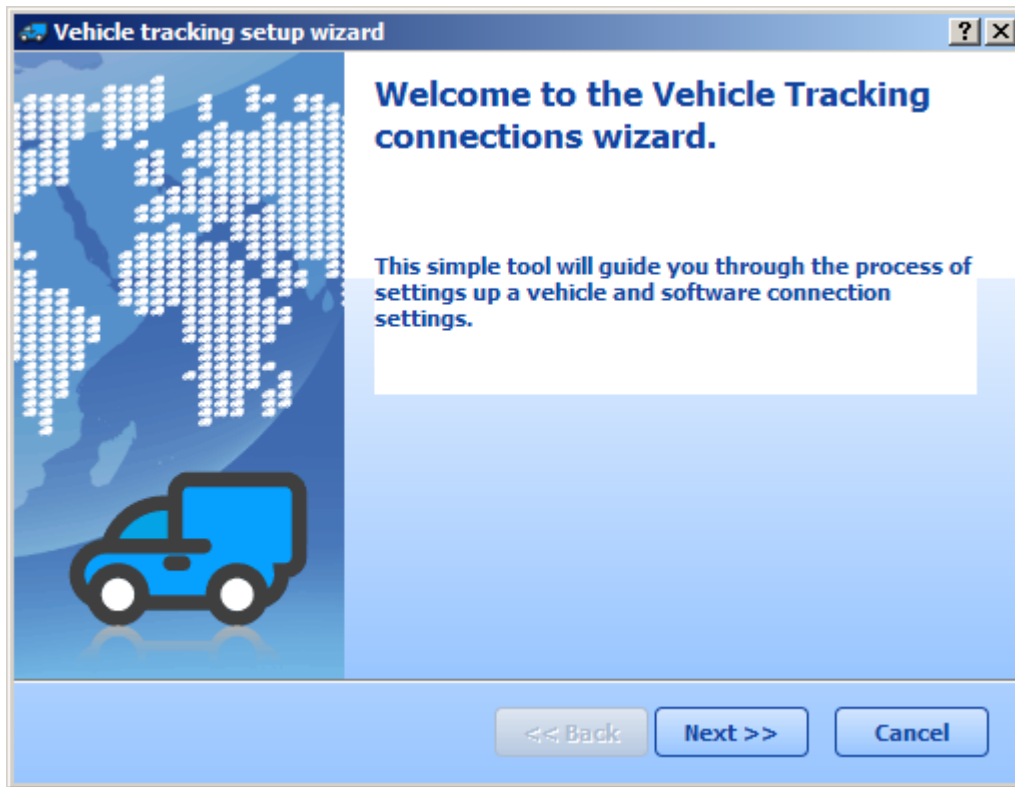 Vehicle tracking setup wizard
Welcome to the Vehicle Tracking
connections wizard.
This simple tool will guide you through the process of
settings up a vehicle and software connection
settings.
<< Back
Next >>
Cancel